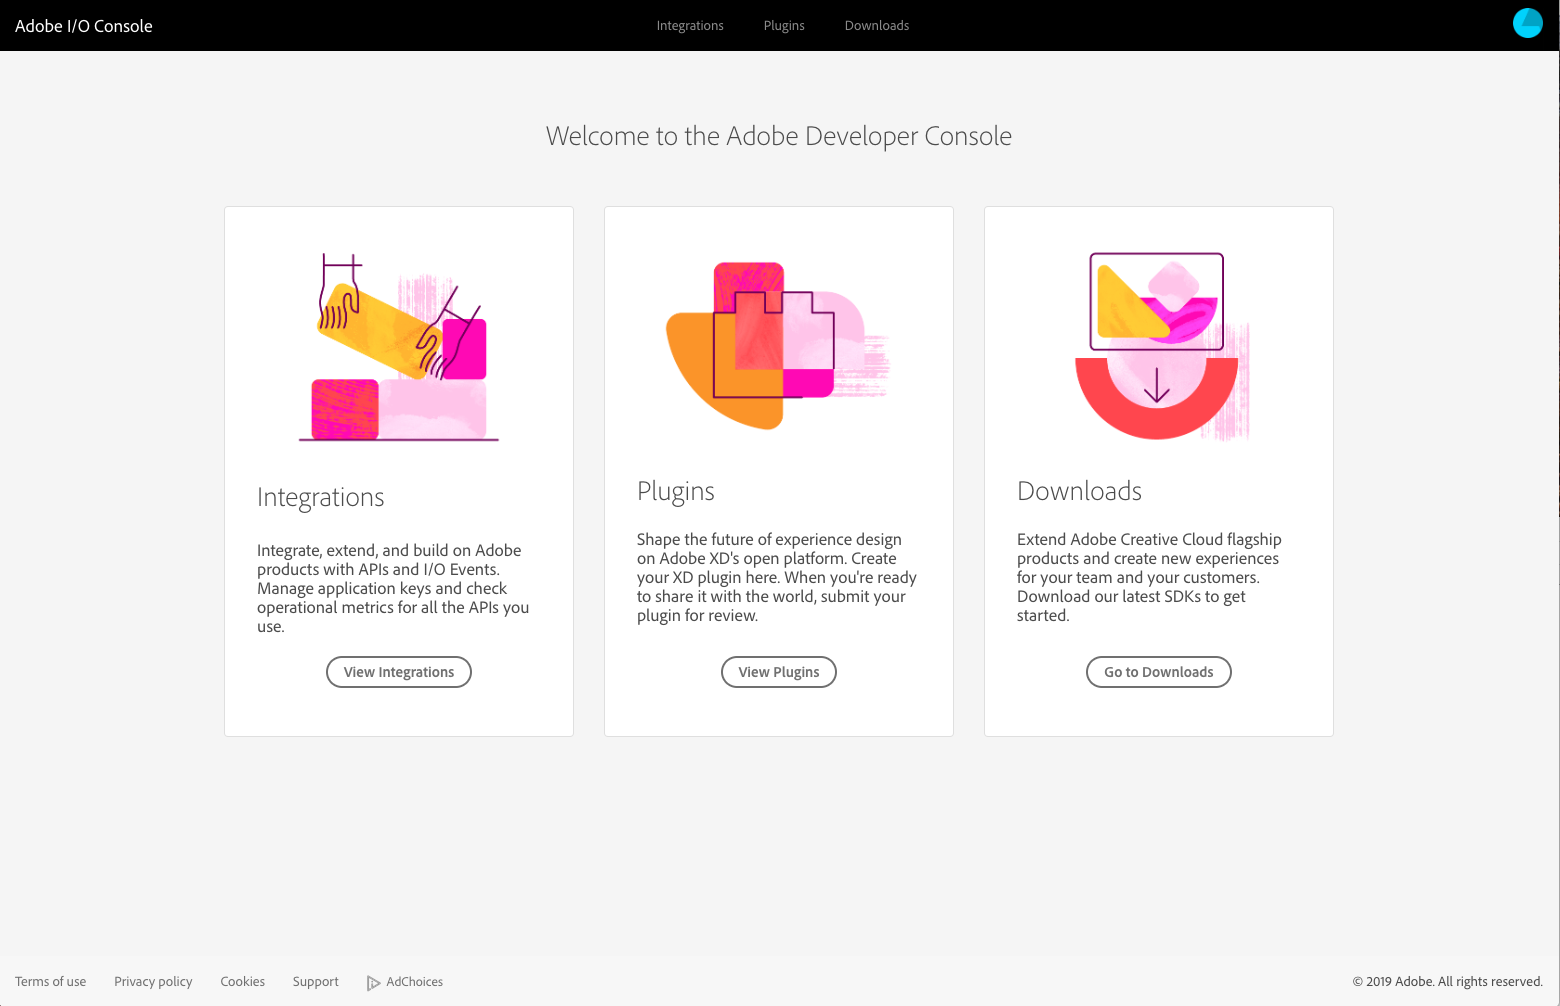 Adobe I/O Console
Integrations
Plugins
Downloads
Welcome to the Adobe Developer Console
Integrations
Integrate, extend, and build on Adobe
products with APIs and I/O Events.
Manage application keys and check
operational metrics for all the APIs you
use.
View Integrations
Plugins
Shape the future of experience design
on Adobe XD's open platform. Create
your XD plugin here. When you're ready
to share it with the world, submit your
plugin for review.
View Plugins
Downloads
Extend Adobe Creative Cloud flagship
products and create new experiences
for your team and your customers.
Download our latest SDKs to get
started.
Go to Downloads
Terms of use
Privacy policy
Cookies
Support
AdChoices
© 2019 Adobe. All rights reserved.